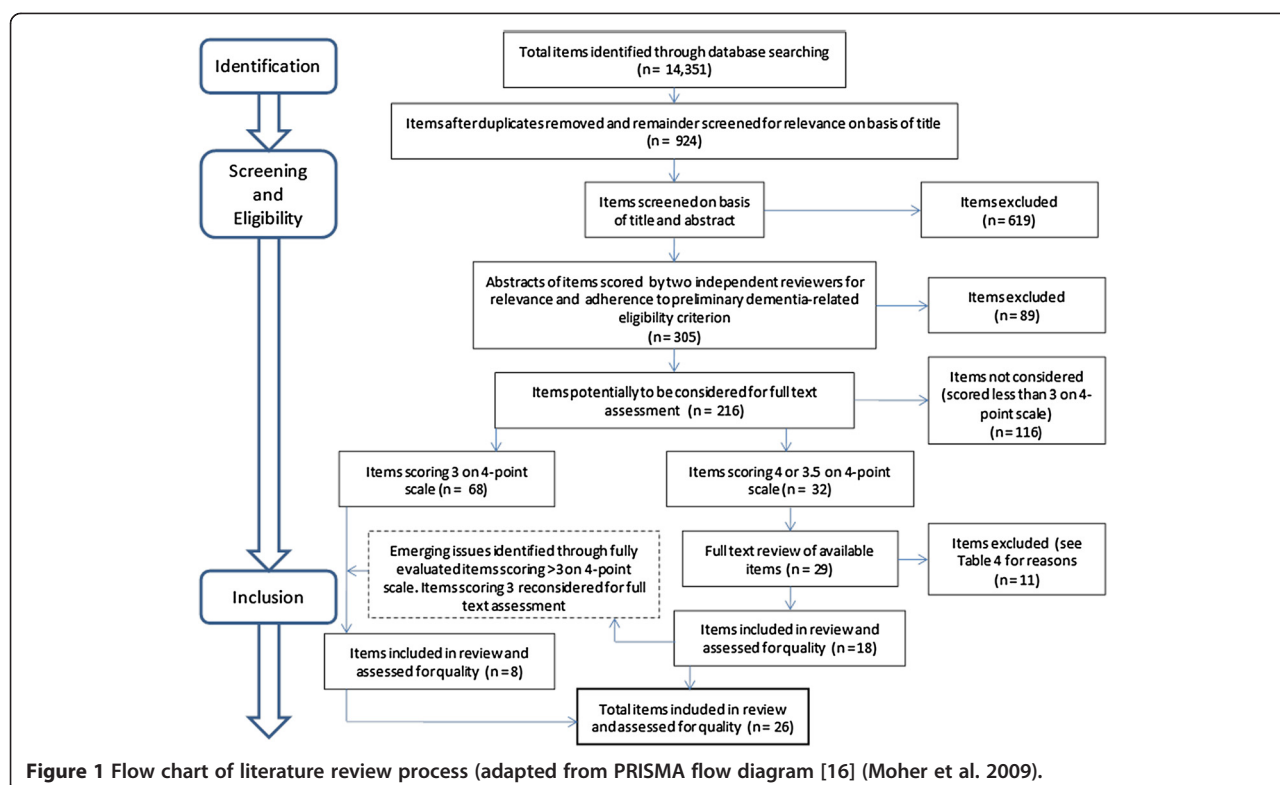 Identification
Total items identified through database searching
(n = 14,351)
Items after duplicates removed and remainder screened for relevance on basis of title
(n = 924)
Screening
and
Eligibility
Items screened on basis
of title and abstract
Items excluded
(n = 619)
Abstracts of items scored by two independent reviewers for
relevance and adherence to preliminary dementia-related
eligibility criterion
(n = 305)
Items excluded
(n = 89)
Items potentially to be considered for full text
assessment (n = 216)
Items not considered
(scored less than 3 on 4-
point scale)
(n = 116)
Items scoring 3 on 4-point
scale (n = 68)
Items scoring 4 or 3.5 on 4-point
scale (n = 32)
Emerging issues identified through fully
evaluated items scoring >3 on 4-point
scale. Items scoring 3 reconsidered for full
text assessment
Full text review of available
items (n = 29)
Items excluded (see
Table 4 for reasons
(n = 11)
Inclusion
Items included in review and
assessed for quality (n = 8)
Items included in review and
assessed for quality (n = 18)
Total items included in review
and assessed for quality (n = 26)
Figure 1 Flow chart of literature review process (adapted from PRISMA flow diagram [16] (Moher et al. 2009).